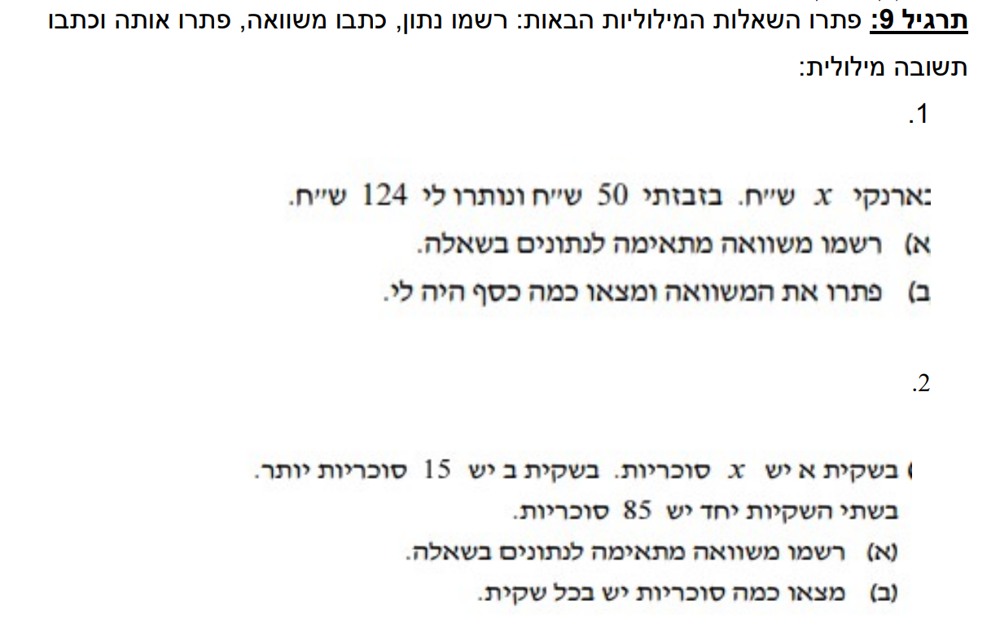 תרגיל 9: פתרו השאלות המילוליות הבאות: רשמו נתון, כתבו משוואה, פתרו אותה וכתבו
תשובה מילולית:
1.
בארנקי x ש״ח. בזבזתי 50 ש״ח ונותרו לי 124 ש״ח.
א) רשמו משוואה מתאימה לנתונים בשאלה.
ב) פתרו את המשוואה ומצאו כמה כסף היה לי.
2.
) בשקית א יש x סוכריות. בשקית ב יש 15 סוכריות יותר.
בשתי השקיות יחד יש 85 סוכריות.
(א) רשמו משוואה מתאימה לנתונים בשאלה.
(ב) מצאו כמה סוכריות יש בכל שקית.